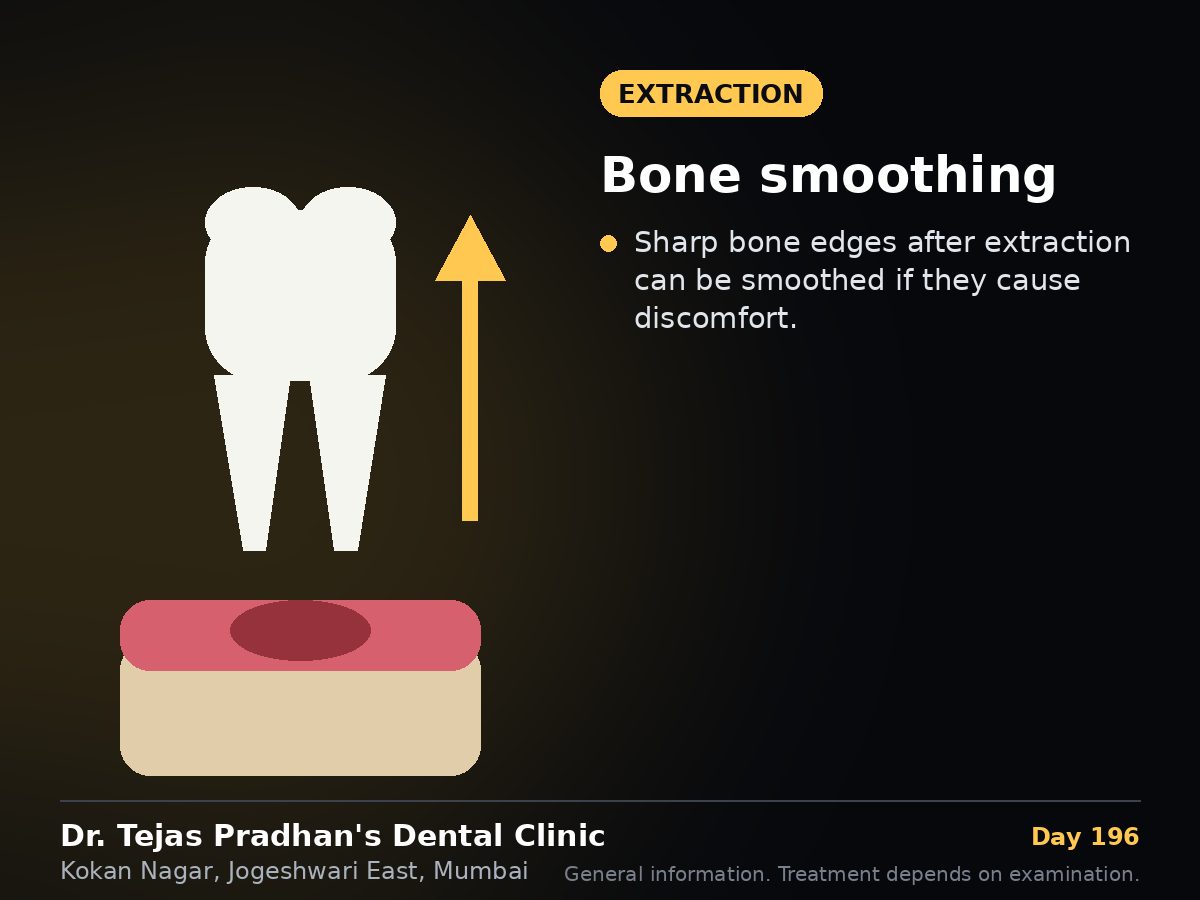 EXTRACTION
Bone smoothing
Sharp bone edges after extraction
can be smoothed if they cause
discomfort.
Dr. Tejas Pradhan's Dental Clinic
Day 196
Kokan Nagar, Jogeshwari East, Mumbai
General information. Treatment depends on examination.